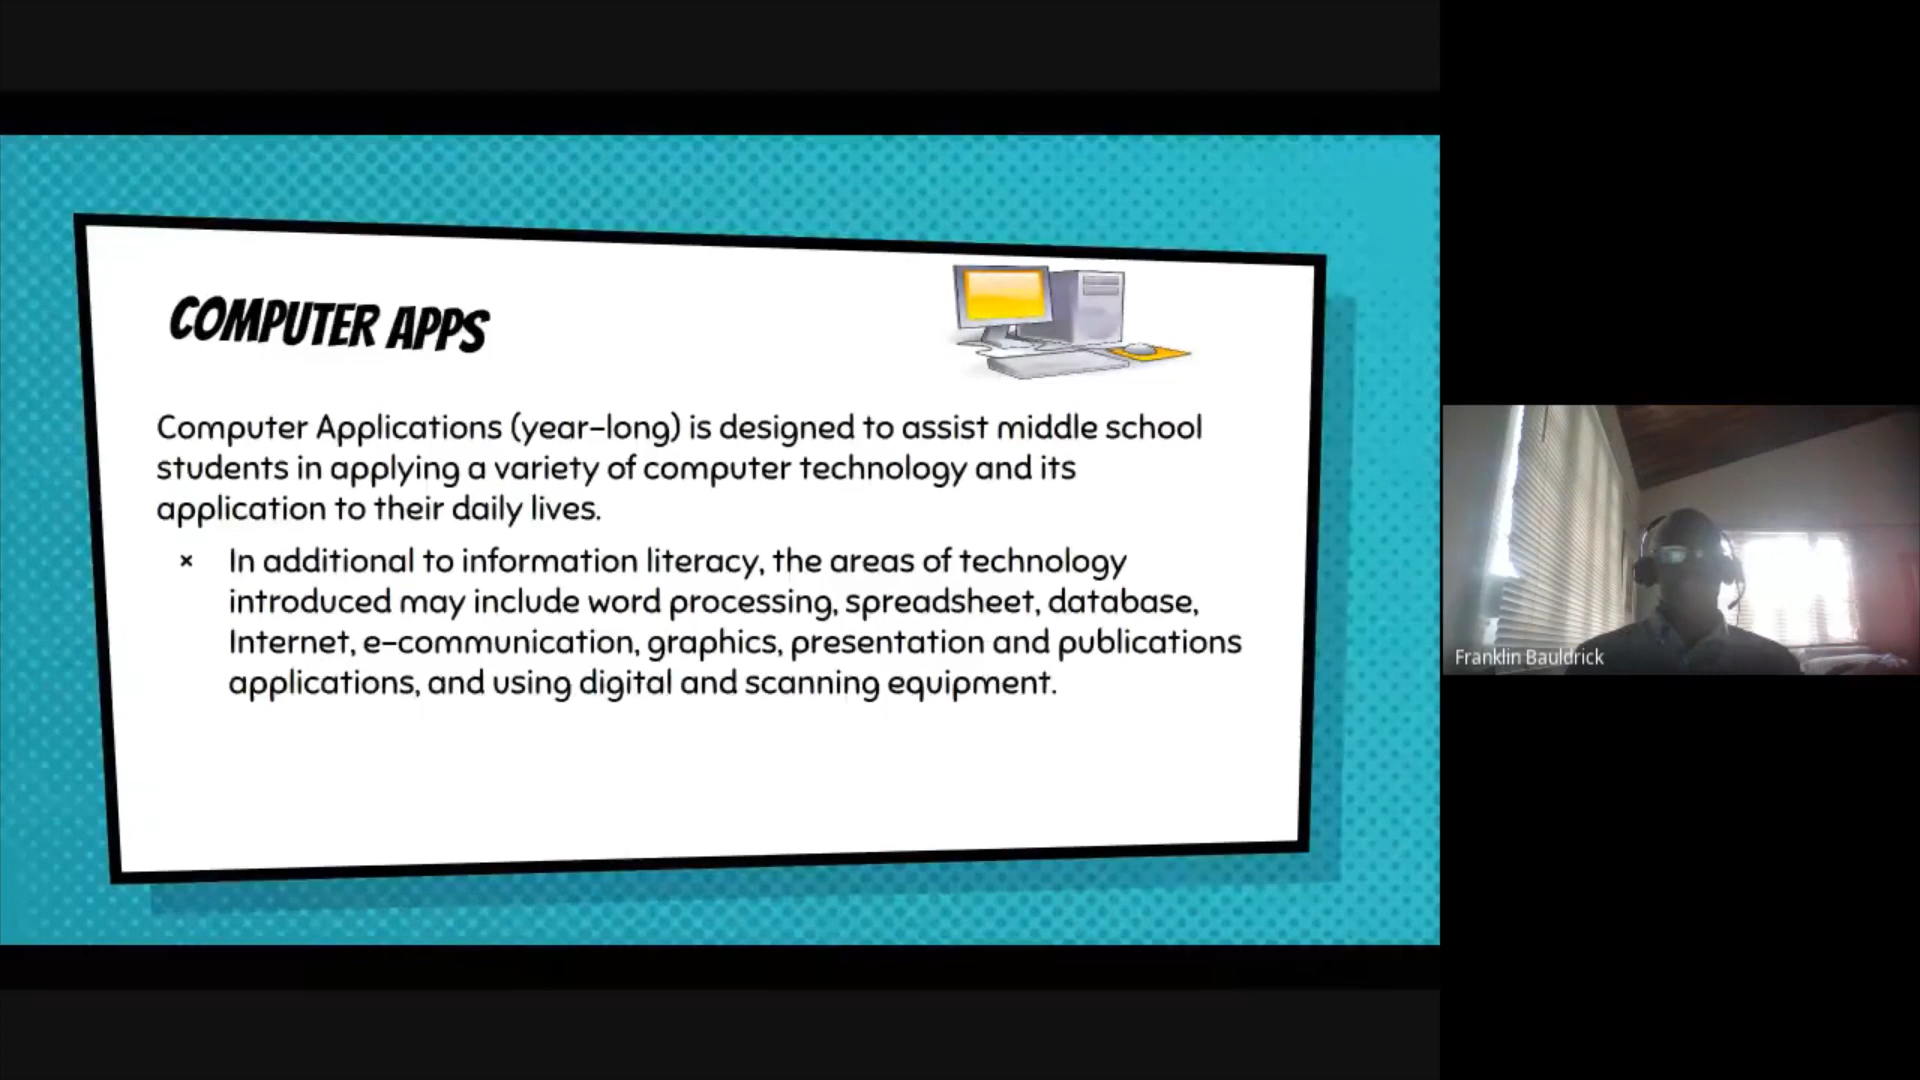 COMPUTER APPS
Computer Applications (year-long) is designed to assist middle school
students in applying a variety of computer technology and its
application to their daily lives.
× In additional to information literacy, the areas of technology
introduced may include word processing, spreadsheet, database,
Internet, e-communication, graphics, presentation and publications
applications, and using digital and scanning equipment.
Franklin Bauldrick